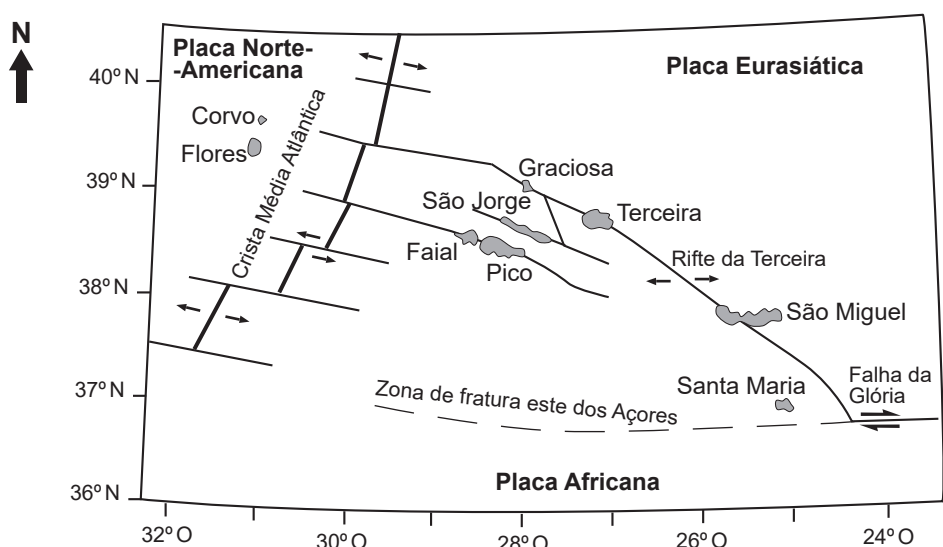 N
Placa Norte-
-Americana
Placa Eurasiática
40º N
Corvo
Flores
Crista Média Atlântica
39º N
Graciosa
São Jorge
Terceira
Faial
Pico
Rifte da Terceira
38º N
São Miguel
37º N
Santa Maria
Falha da
Glória
Zona de fratura este dos Açores
Placa Africana
36º N
32º O
30º O
28º O
26º O
24º O